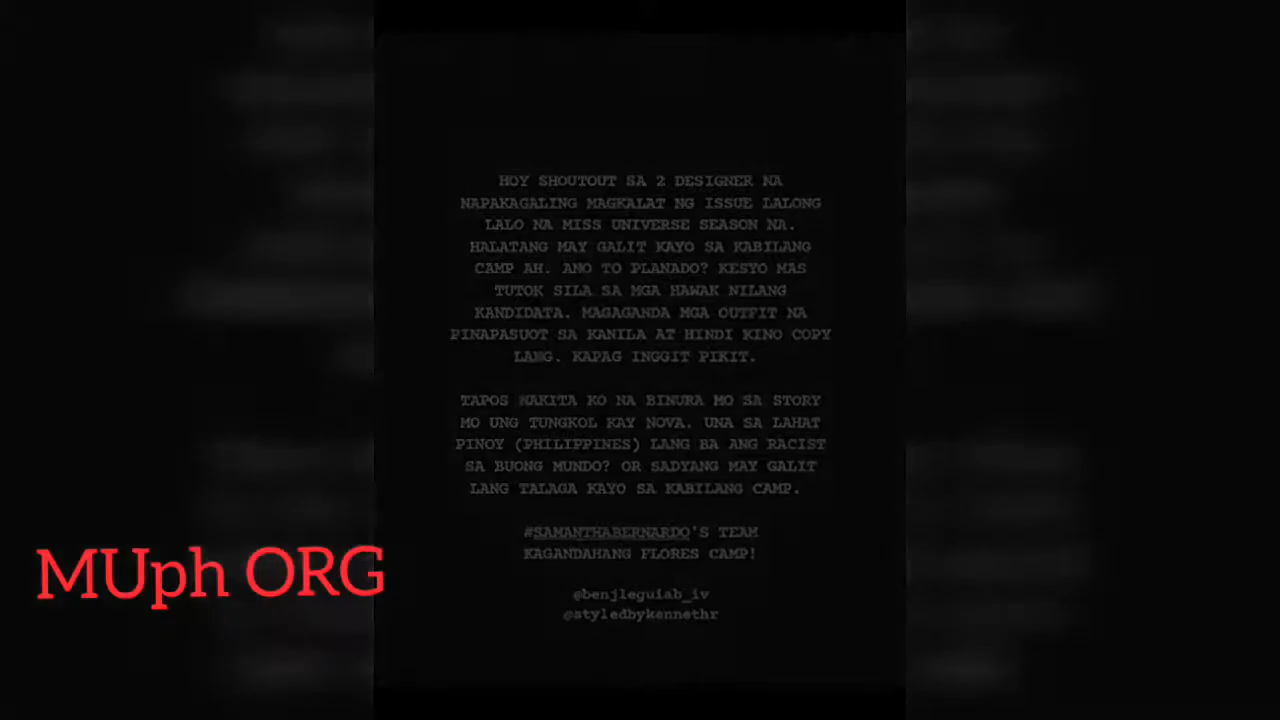 HOY SHOUTOUT SA 2 DESIGNER NA
NAPAKAGALING MAGKALAT NG ISSUE LALONG
LALO NA MISS UNIVERSE SEASON NA.
HALATANG MAY GALIT KAYO SA KABILANG
CAMP AH. ANO TO PLANADO? KESYO MAS
TUTOK SILA SA MGA HAWAK NILANG
KANDIDATA. MAGAGANDA MGA OUTFIT NA
PINAPASUOT SA KANILA AT HINDI KINO COPY
LANG. KAPAG INGGIT PIKIT.
TAPOS NAKITA KO NA BINURA MO SA STORY
MO UNG TUNGKOL KAY NOVA. UNA SA LAHAT
PINOY (PHILIPPINES) LANG BA ANG RACIST
SA BUONG MUNDO? OR SADYANG MAY GALIT
LANG TALAGA KAYO SA KABILANG CAMP.
#SAMANTHABERNARDO'S TEAM
KAGANDAHANG FLORES CAMP!
@benjleguiab_iv
@styledbykennethr
MUph ORG